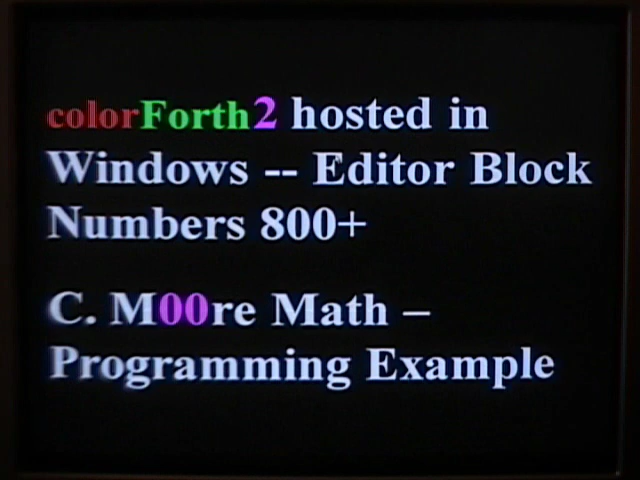 colorForth2 hosted in
Windows -- Editor Block
Numbers 800+
C. M00re Math –
Programming Example